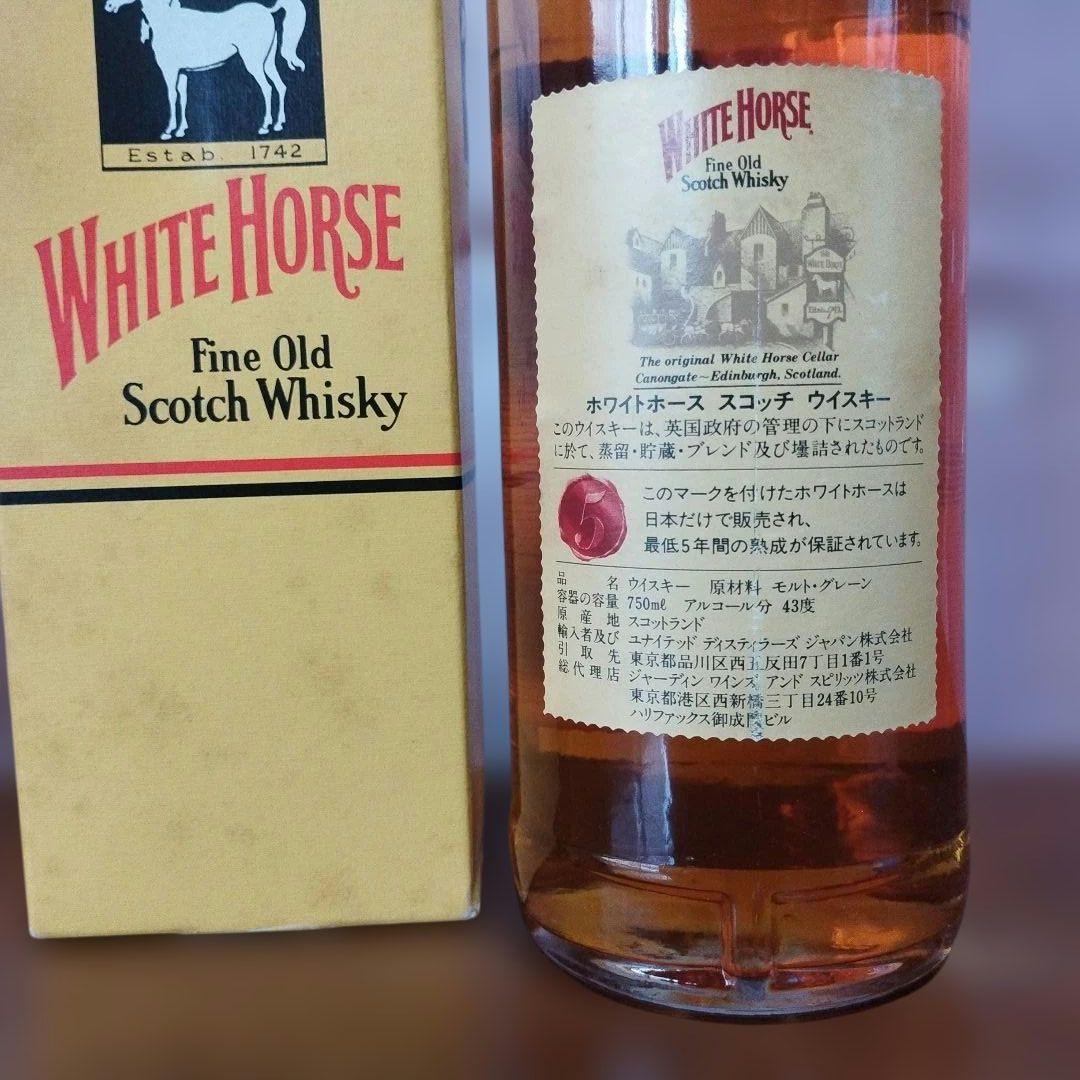 Estab. 1742
WHITE HORSE
Fine Old
Scotch Whisky
WHITE HORSE
Fine Old
Scotch Whisky
WHITE HORSE
The original White Horse Cellar
Canongate~Edinburgh, Scotland.
ホワイトホース スコッチ ウイスキー
このウイスキーは、英国政府の管理の下にスコットランド
に於て、蒸留・貯蔵・ブレンド及び壜詰されたものです。
5
このマークを付けたホワイトホースは
日本だけで販売され、
最低5年間の熟成が保証されています。
品名 ウイスキー 原材料 モルト・グレーン
容器の容量 750mℓ アルコール分 43度
原産地 スコットランド
輸入者及び ユナイテッド ディスティラーズ ジャパン株式会社
引取先 東京都品川区西五反田7丁目1番1号
総代理店 ジャーディン ワインズ アンド スピリッツ株式会社
東京都港区西新橋三丁目24番10号
ハリファックス御成門ビル